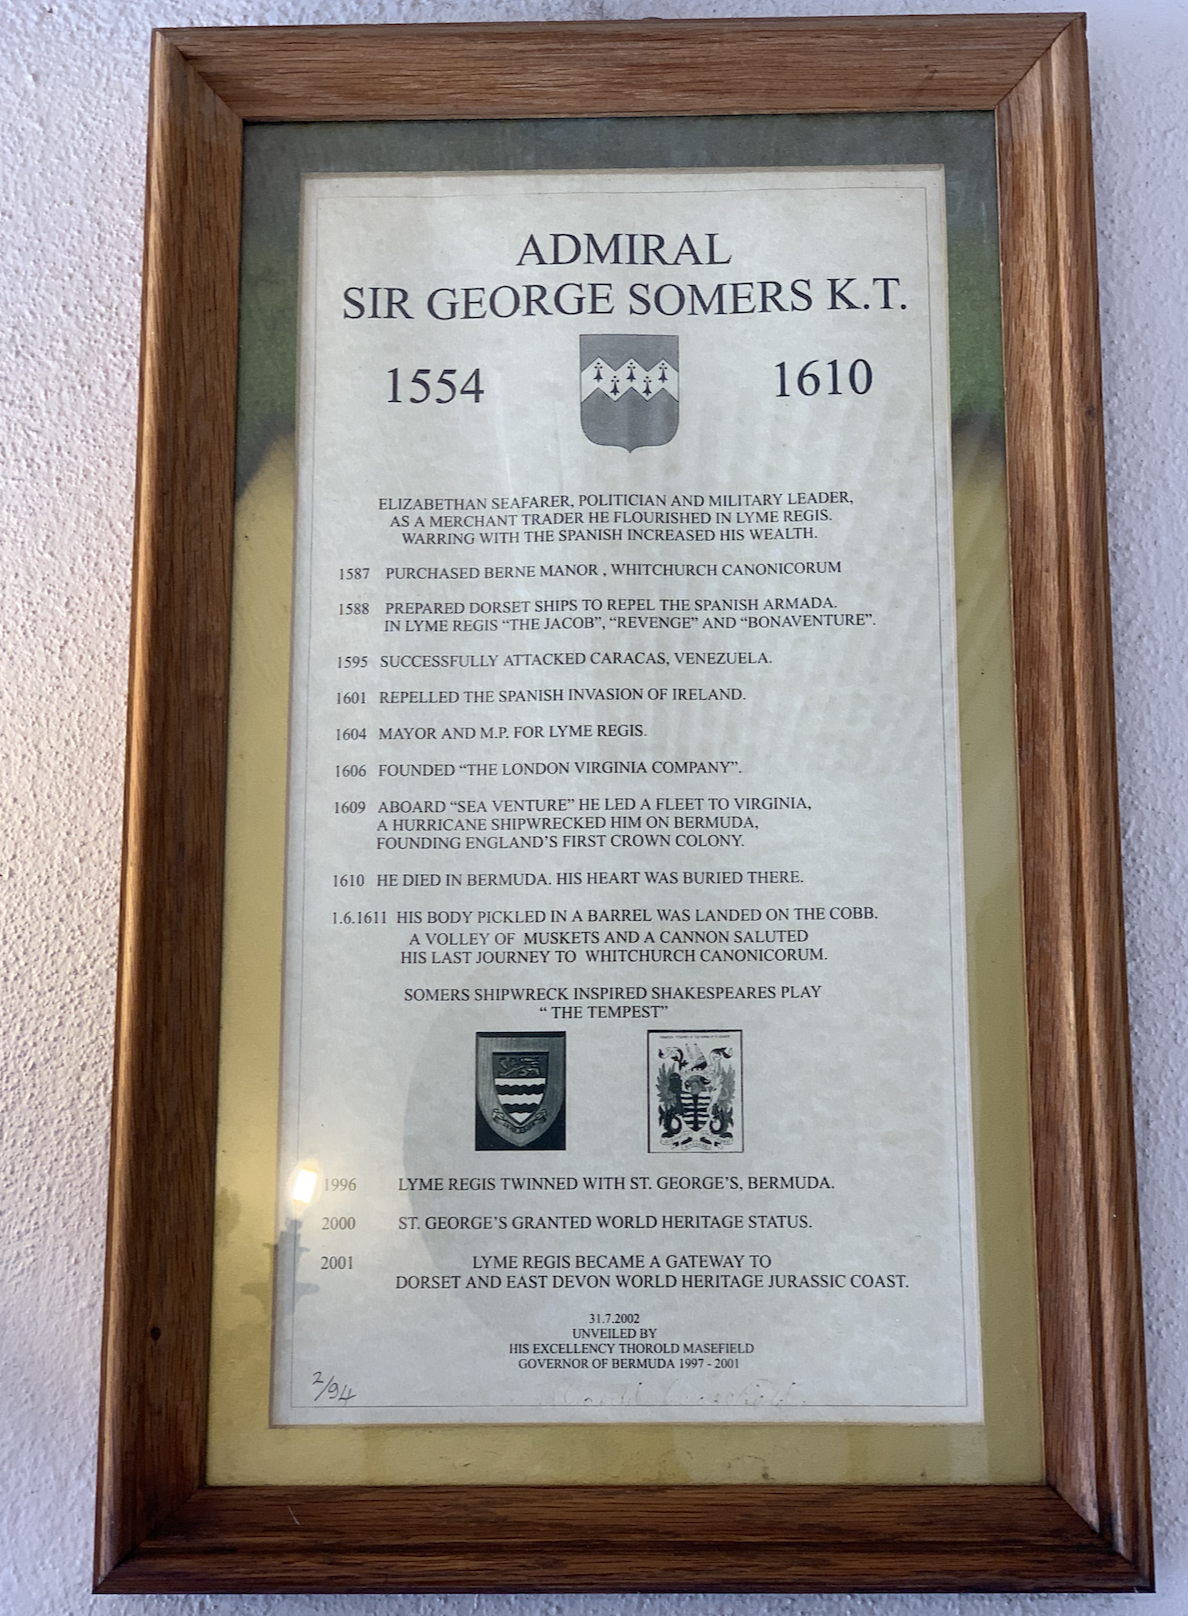 ADMIRAL
SIR GEORGE SOMERS K.T.
1554 1610
ELIZABETHAN SEAFARER, POLITICIAN AND MILITARY LEADER,
AS A MERCHANT TRADER HE FLOURISHED IN LYME REGIS.
WARRING WITH THE SPANISH INCREASED HIS WEALTH.
1587 PURCHASED BERNE MANOR , WHITCHURCH CANONICORUM
1588 PREPARED DORSET SHIPS TO REPEL THE SPANISH ARMADA.
IN LYME REGIS “THE JACOB”, “REVENGE” AND “BONAVENTURE”.
1595 SUCCESSFULLY ATTACKED CARACAS, VENEZUELA.
1601 REPELLED THE SPANISH INVASION OF IRELAND.
1604 MAYOR AND M.P. FOR LYME REGIS.
1606 FOUNDED “THE LONDON VIRGINIA COMPANY”.
1609 ABOARD “SEA VENTURE” HE LED A FLEET TO VIRGINIA,
A HURRICANE SHIPWRECKED HIM ON BERMUDA,
FOUNDING ENGLAND’S FIRST CROWN COLONY.
1610 HE DIED IN BERMUDA. HIS HEART WAS BURIED THERE.
1.6.1611 HIS BODY PICKLED IN A BARREL WAS LANDED ON THE COBB.
A VOLLEY OF MUSKETS AND A CANNON SALUTED
HIS LAST JOURNEY TO WHITCHURCH CANONICORUM.
SOMERS SHIPWRECK INSPIRED SHAKESPEARES PLAY
“ THE TEMPEST”
1996 LYME REGIS TWINNED WITH ST. GEORGE’S, BERMUDA.
2000 ST. GEORGE’S GRANTED WORLD HERITAGE STATUS.
2001 LYME REGIS BECAME A GATEWAY TO
DORSET AND EAST DEVON WORLD HERITAGE JURASSIC COAST.
31.7.2002
UNVEILED BY
HIS EXCELLENCY THOROLD MASEFIELD
GOVERNOR OF BERMUDA 1997 - 2001
2/94